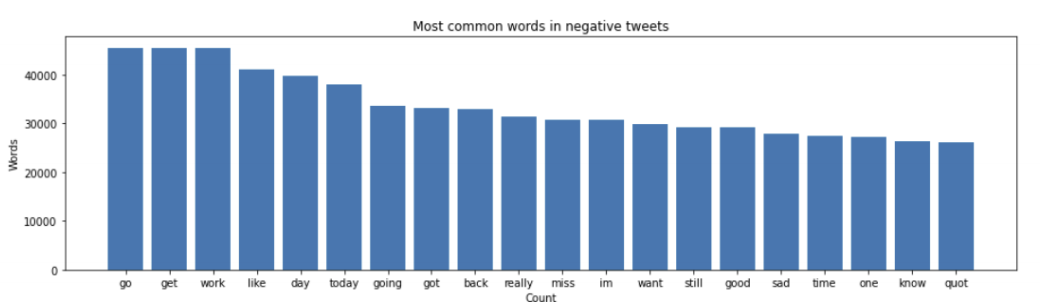 Most common words in negative tweets
Words
40000
30000
20000
10000
0
go get work like day today going got back really miss im want still good sad time one know quot
Count